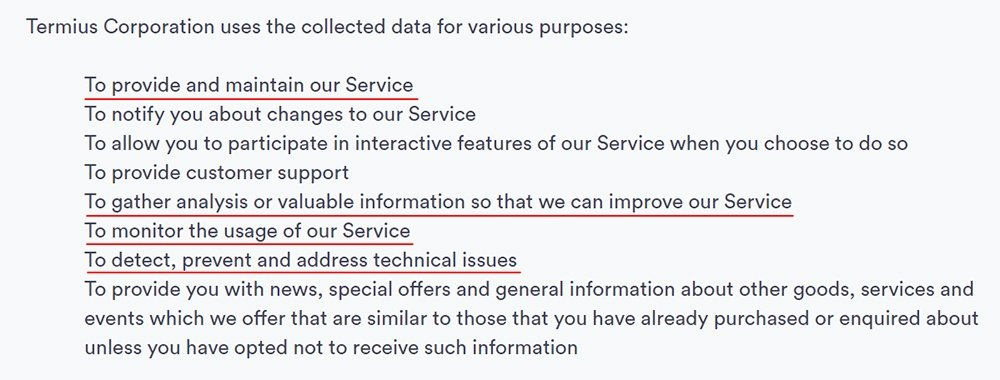 Termius Corporation uses the collected data for various purposes:
To provide and maintain our Service
To notify you about changes to our Service
To allow you to participate in interactive features of our Service when you choose to do so
To provide customer support
To gather analysis or valuable information so that we can improve our Service
To monitor the usage of our Service
To detect, prevent and address technical issues
To provide you with news, special offers and general information about other goods, services and
events which we offer that are similar to those that you have already purchased or enquired about
unless you have opted not to receive such information